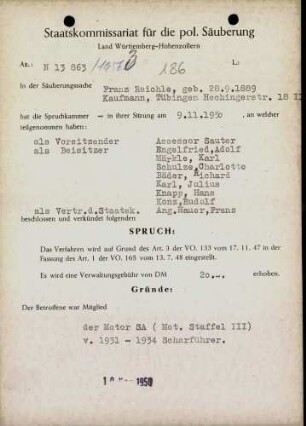 Staatskommissariat für die pol. Säuberung
Land Württemberg-Hohenzollern
Az.: N 13 863 L: 186
In der Säuberungssache Franz Reichle, geb. 28.9.1889
Kaufmann, Tübingen Hechingerstr. 18
hat die Spruchkammer — in ihrer Sitzung am 9.11.1950 , an welcher
teilgenommen haben:
als Vorsitzender Assessor Sauter
als Beisitzer Engelfried,Adolf
Märkle, Karl
Schulze,Charlotte
Bäder, Richard
Karl, Julius
Knapp, Hans
Konz,Rudolf
als Vertr.d.Staatsk. Ang.Hauer,Franz
beschlossen und verkündet folgenden
SPRUCH:
Das Verfahren wird auf Grund des Art. 3 der VO. 133 vom 17. 11. 47 in der
Fassung des Art. 1 der VO. 165 vom 13. 7. 48 eingestellt.
Es wird eine Verwaltungsgebühr von DM 20.-- erhoben.
Gründe:
Der Betroffene war Mitglied
der Motor SA ( Mot. Staffel III)
v. 1931 - 1934 Scharführer.
1950